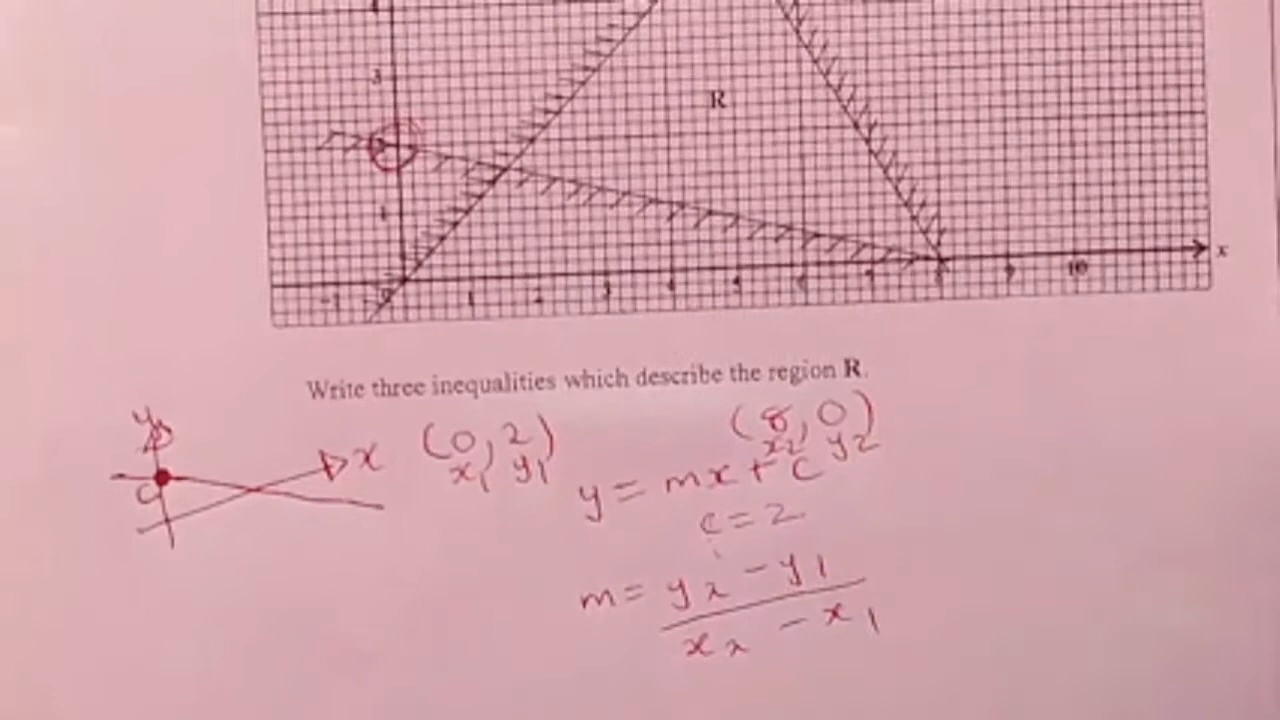 3
R
1
-1 0 1 2 3 4 5 6 7 8 9 10 x
Write three inequalities which describe the region R.
y
x
c
(0, 2)
x1 y1
(8, 0)
x2, y2
y = mx + c
c = 2
m = y2 - y1
x2 - x1